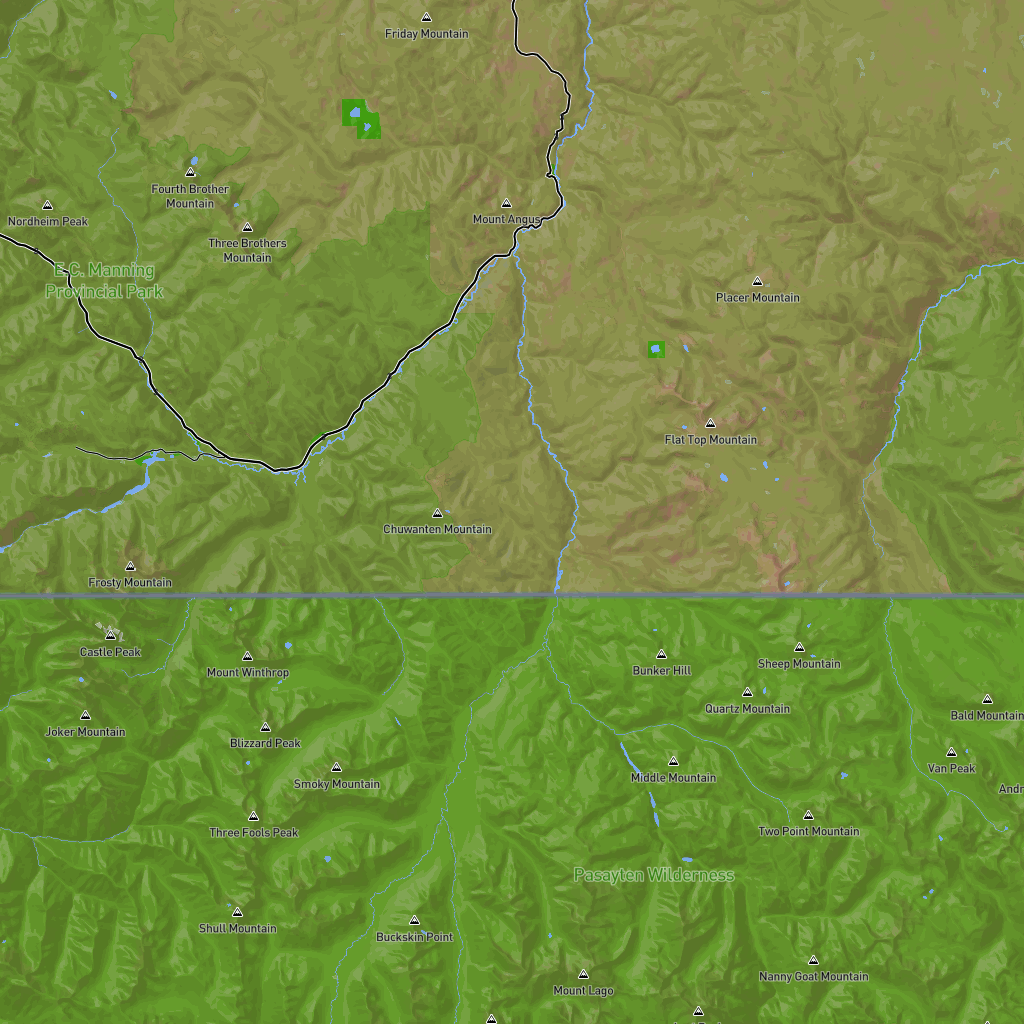 Friday Mountain
Fourth Brother
Mountain
Nordheim Peak
Mount Angus
Three Brothers
Mountain
E.C. Manning
Provincial Park
Placer Mountain
Flat Top Mountain
Chuwanten Mountain
Frosty Mountain
Castle Peak
Mount Winthrop
Bunker Hill
Sheep Mountain
Quartz Mountain
Bald Mountain
Joker Mountain
Blizzard Peak
Van Peak
Smoky Mountain
Middle Mountain
Andr
Three Fools Peak
Two Point Mountain
Pasayten Wilderness
Shull Mountain
Buckskin Point
Nanny Goat Mountain
Mount Lago